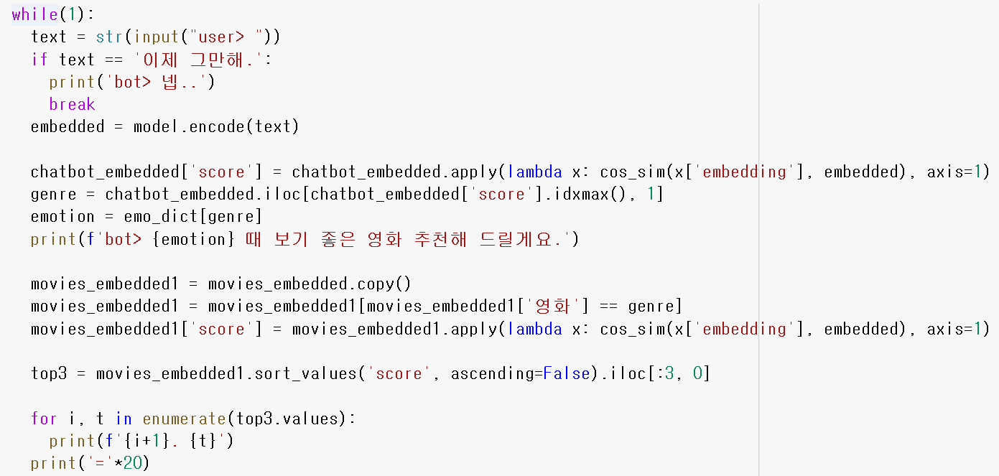 while(1):
  text = str(input("user> "))
  if text == '이제 그만해.':
    print('bot> 넵..')
    break
  embedded = model.encode(text)

  chatbot_embedded['score'] = chatbot_embedded.apply(lambda x: cos_sim(x['embedding'], embedded), axis=1)
  genre = chatbot_embedded.iloc[chatbot_embedded['score'].idxmax(), 1]
  emotion = emo_dict[genre]
  print(f'bot> {emotion} 때 보기 좋은 영화 추천해 드릴게요.')

  movies_embedded1 = movies_embedded.copy()
  movies_embedded1 = movies_embedded1[movies_embedded1['영화'] == genre]
  movies_embedded1['score'] = movies_embedded1.apply(lambda x: cos_sim(x['embedding'], embedded), axis=1)

  top3 = movies_embedded1.sort_values('score', ascending=False).iloc[:3, 0]

  for i, t in enumerate(top3.values):
    print(f'{i+1}. {t}')
  print('='*20)